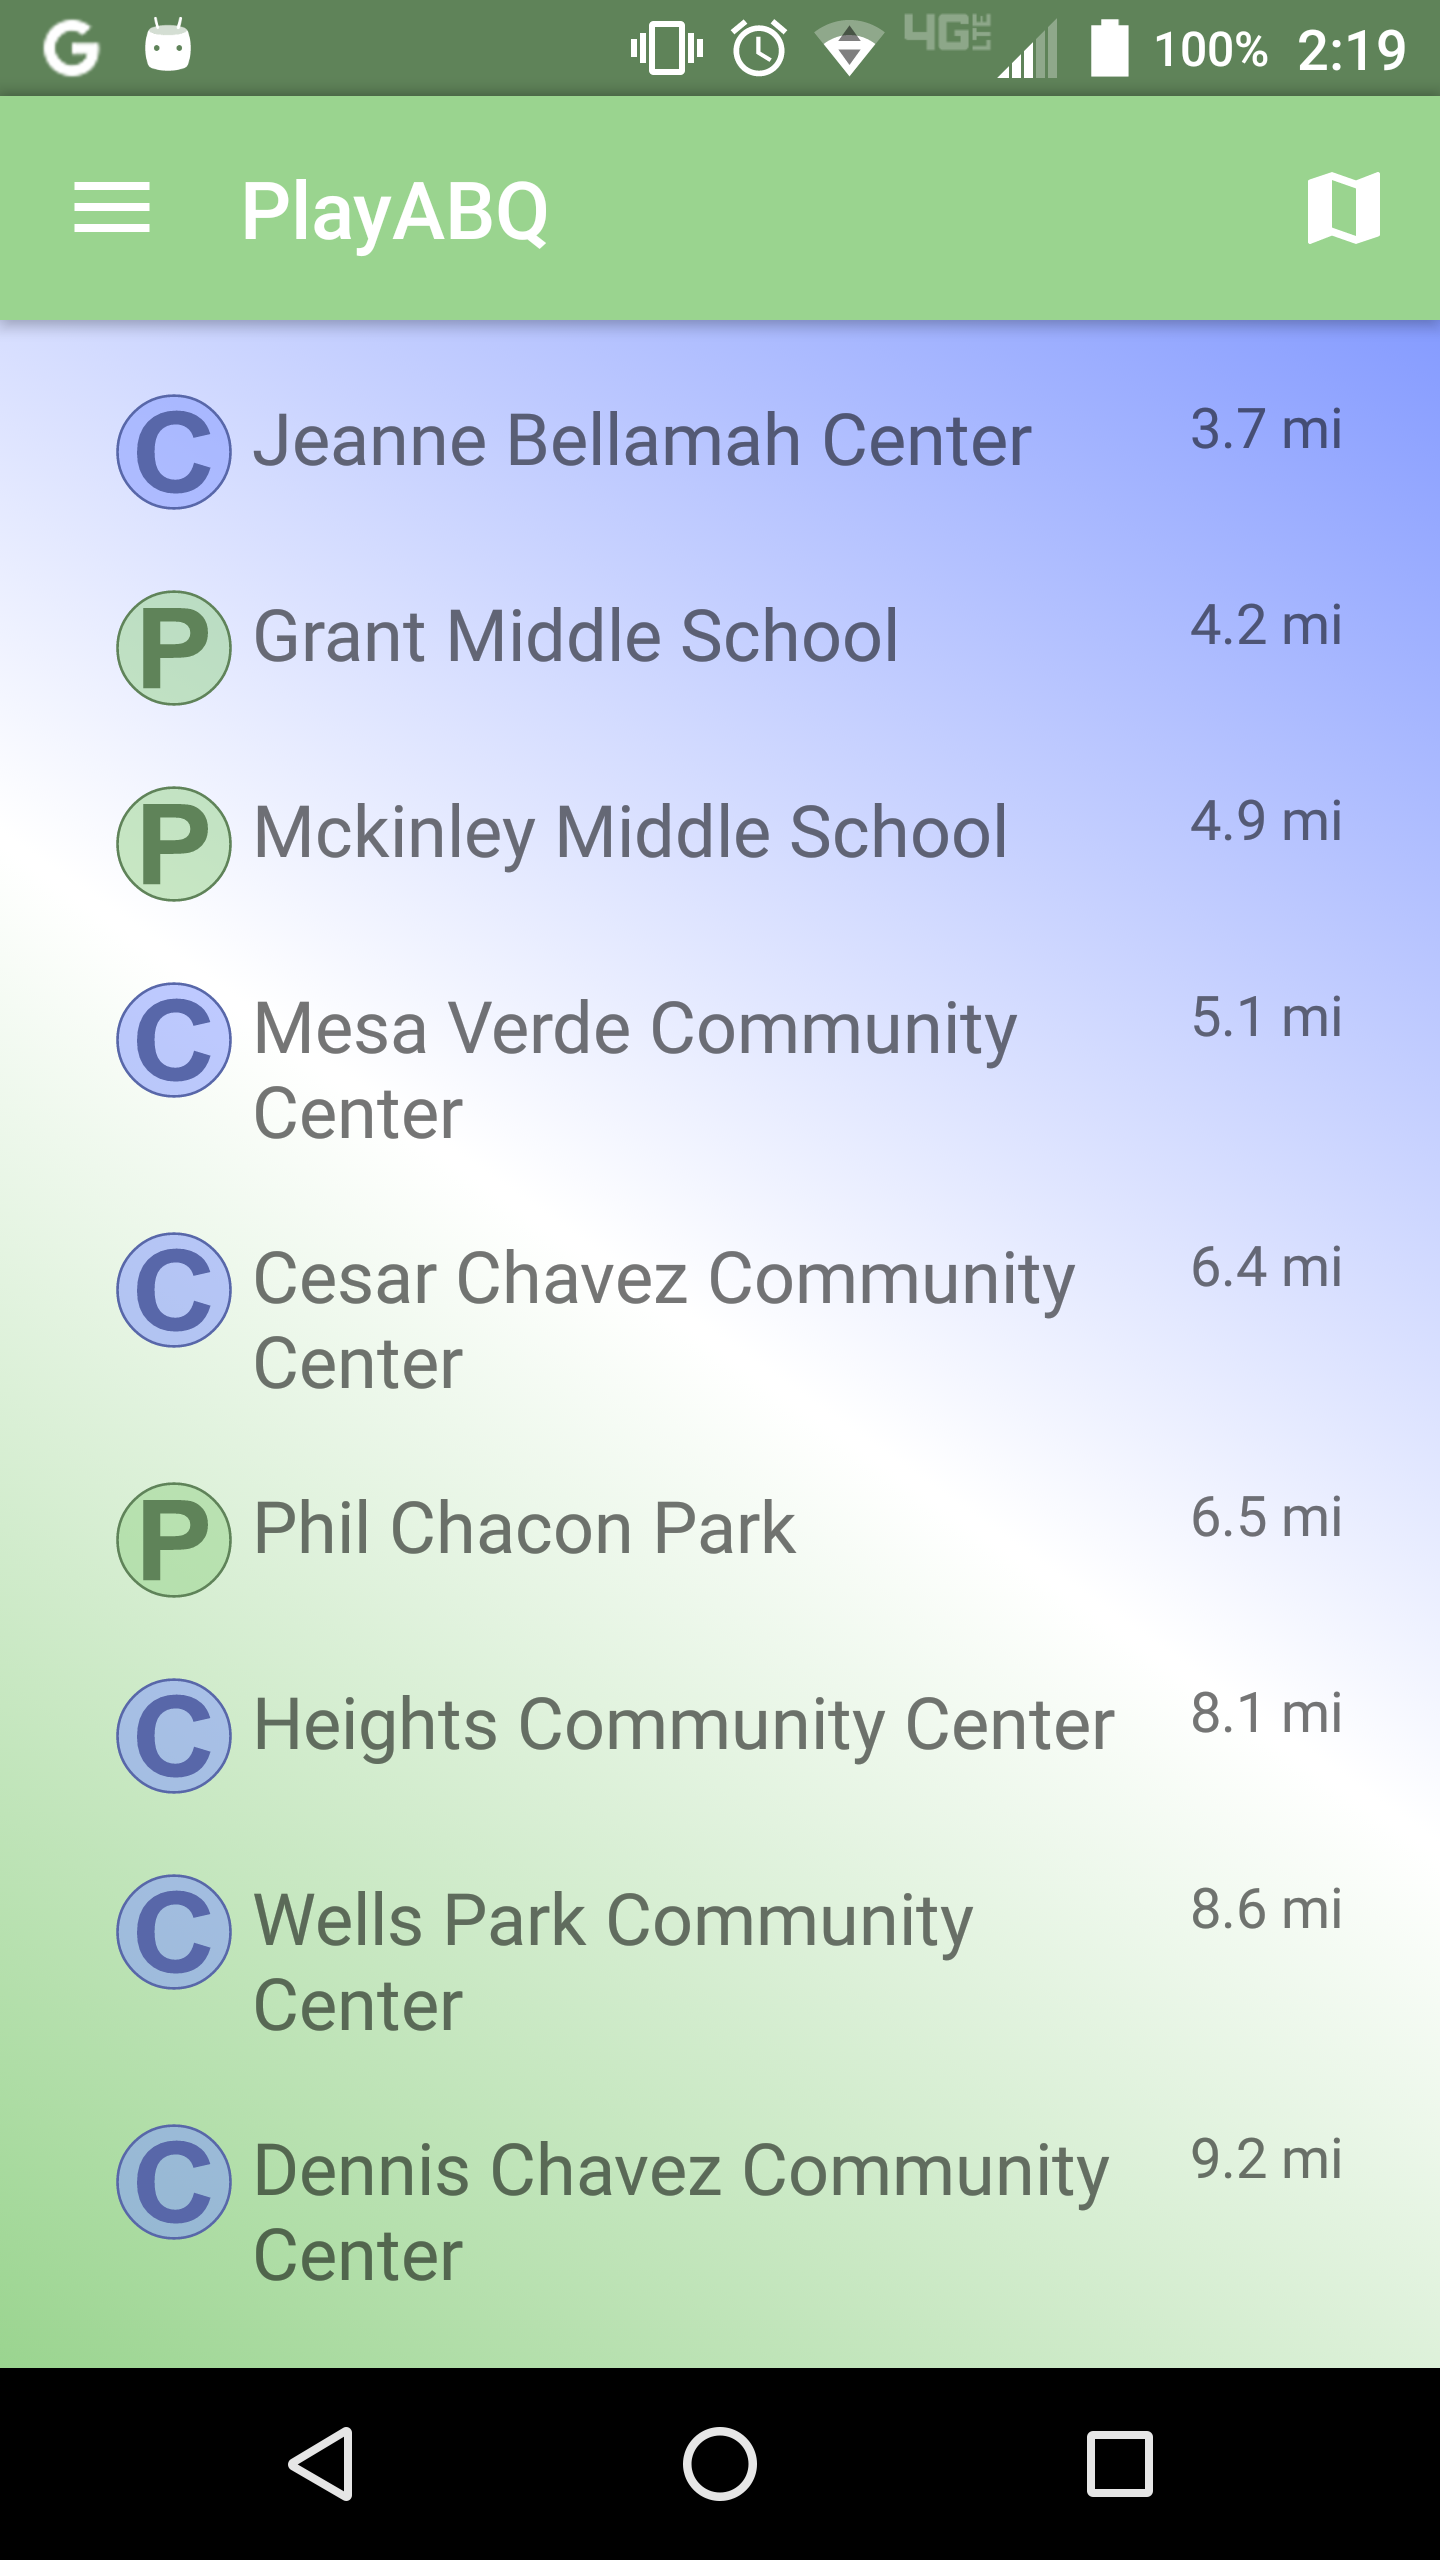 G 4G LTE 100% 2:19
PlayABQ
C Jeanne Bellamah Center 3.7 mi
P Grant Middle School 4.2 mi
P Mckinley Middle School 4.9 mi
C Mesa Verde Community 5.1 mi
Center
C Cesar Chavez Community 6.4 mi
Center
P Phil Chacon Park 6.5 mi
C Heights Community Center 8.1 mi
C Wells Park Community 8.6 mi
Center
C Dennis Chavez Community 9.2 mi
Center